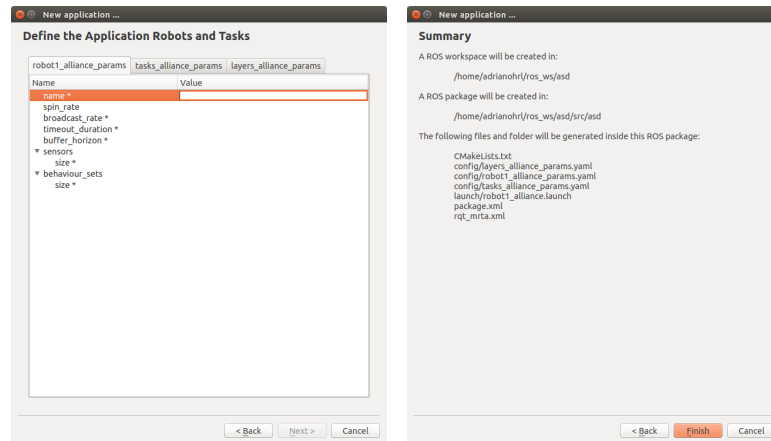 New application ...
Define the Application Robots and Tasks
robot1_alliance_params tasks_alliance_params layers_alliance_params
Name Value
name *
spin_rate
broadcast_rate *
timeout_duration *
buffer_horizon *
sensors
size *
behaviour_sets
size *
< Back Next > Cancel
New application ...
Summary
A ROS workspace will be created in:
/home/adrianohrl/ros_ws/asd
A ROS package will be created in:
/home/adrianohrl/ros_ws/asd/src/asd
The following files and folder will be generated inside this ROS package:
CMakeLists.txt
config/layers_alliance_params.yaml
config/robot1_alliance_params.yaml
config/tasks_alliance_params.yaml
launch/robot1_alliance.launch
package.xml
rqt_mrta.xml
< Back Finish Cancel